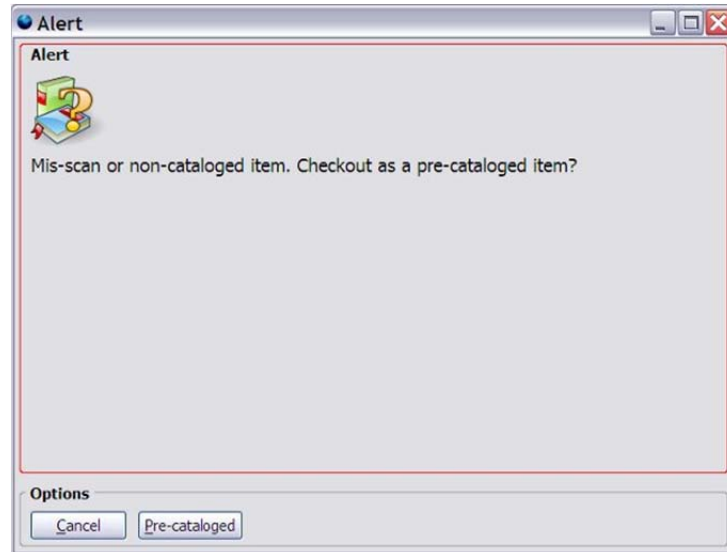 Alert
Alert
Mis-scan or non-cataloged item. Checkout as a pre-cataloged item?
Options
Cancel
Pre-cataloged